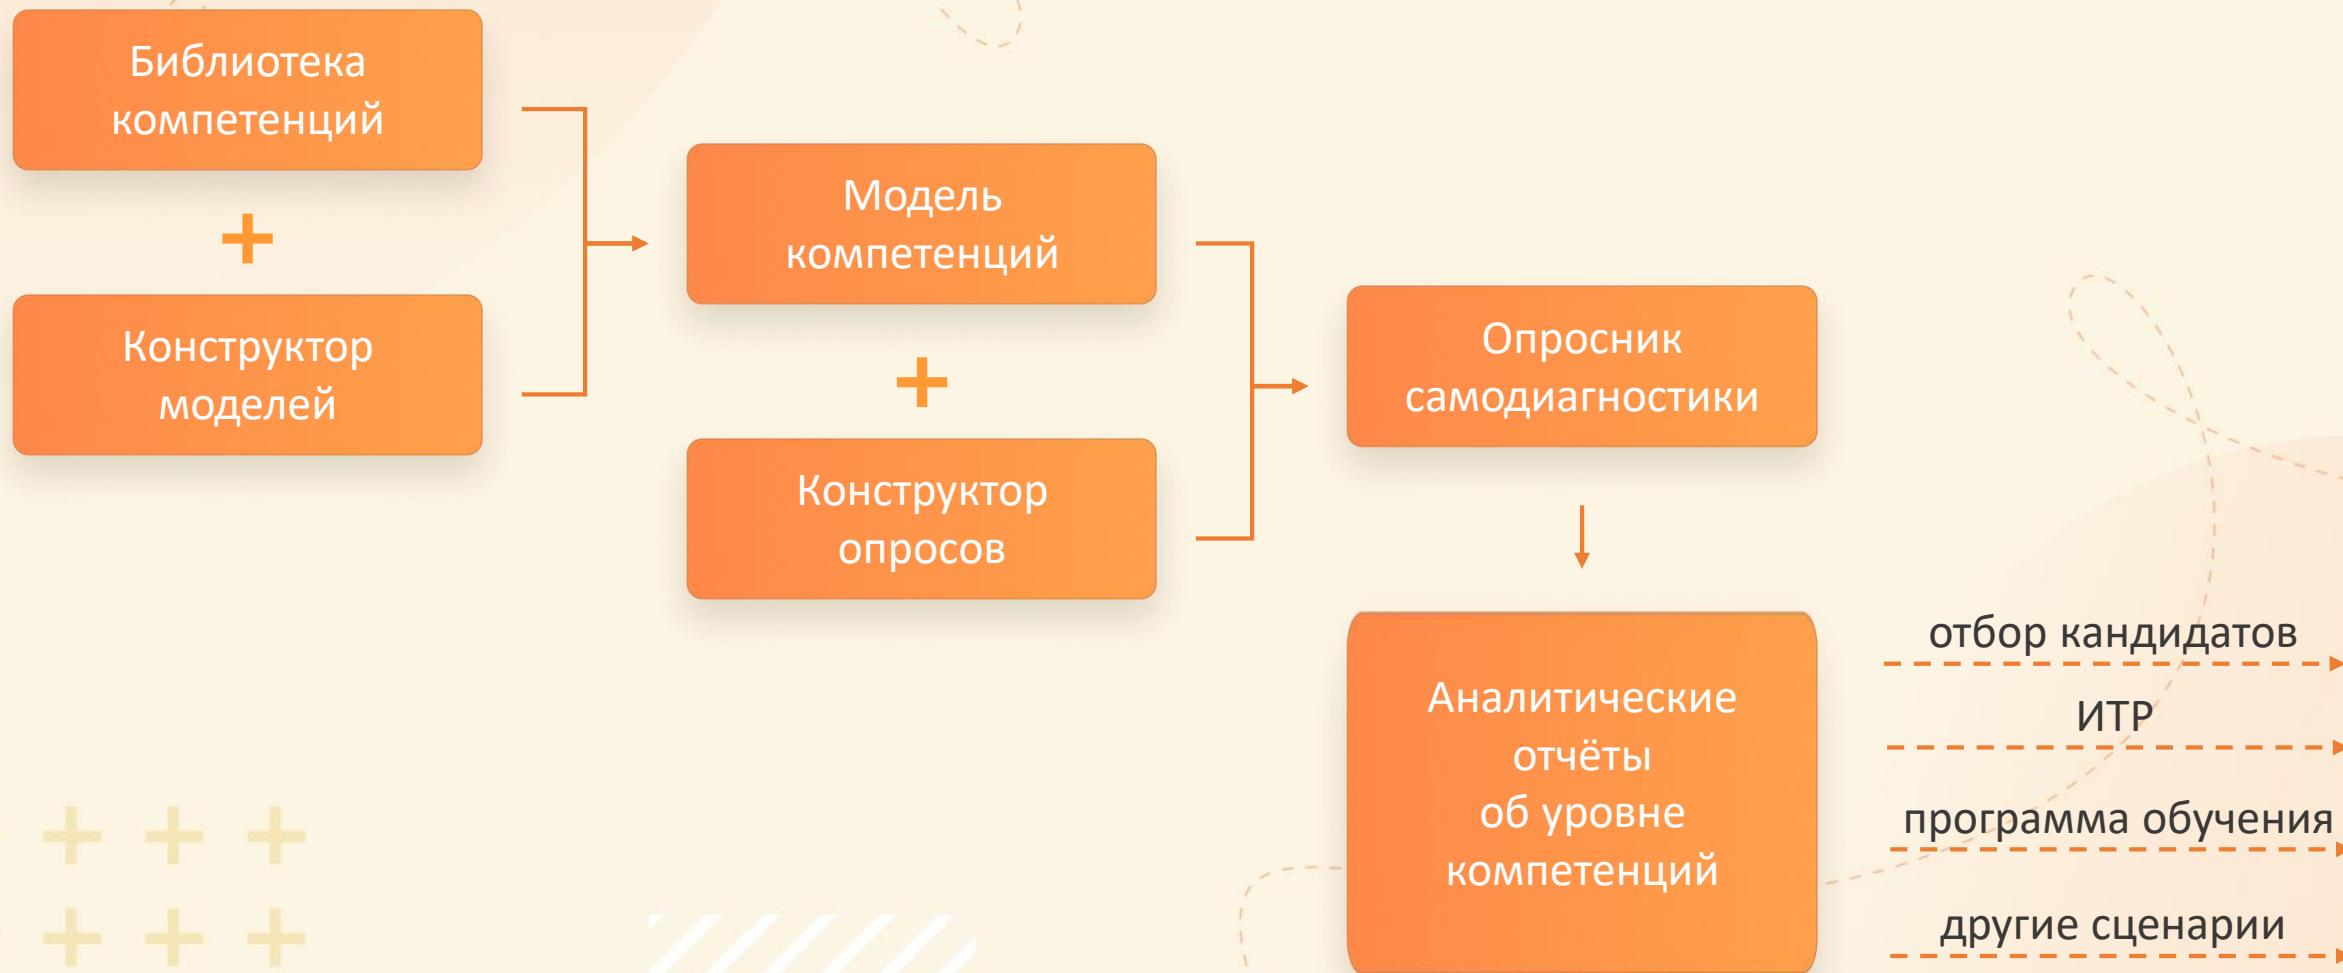 Библиотека
компетенций
+
Конструктор
моделей
Модель
компетенций
+
Конструктор
опросов
Опросник
самодиагностики
Аналитические
отчёты
об уровне
компетенций
отбор кандидатов
ИТР
программа обучения
другие сценарии